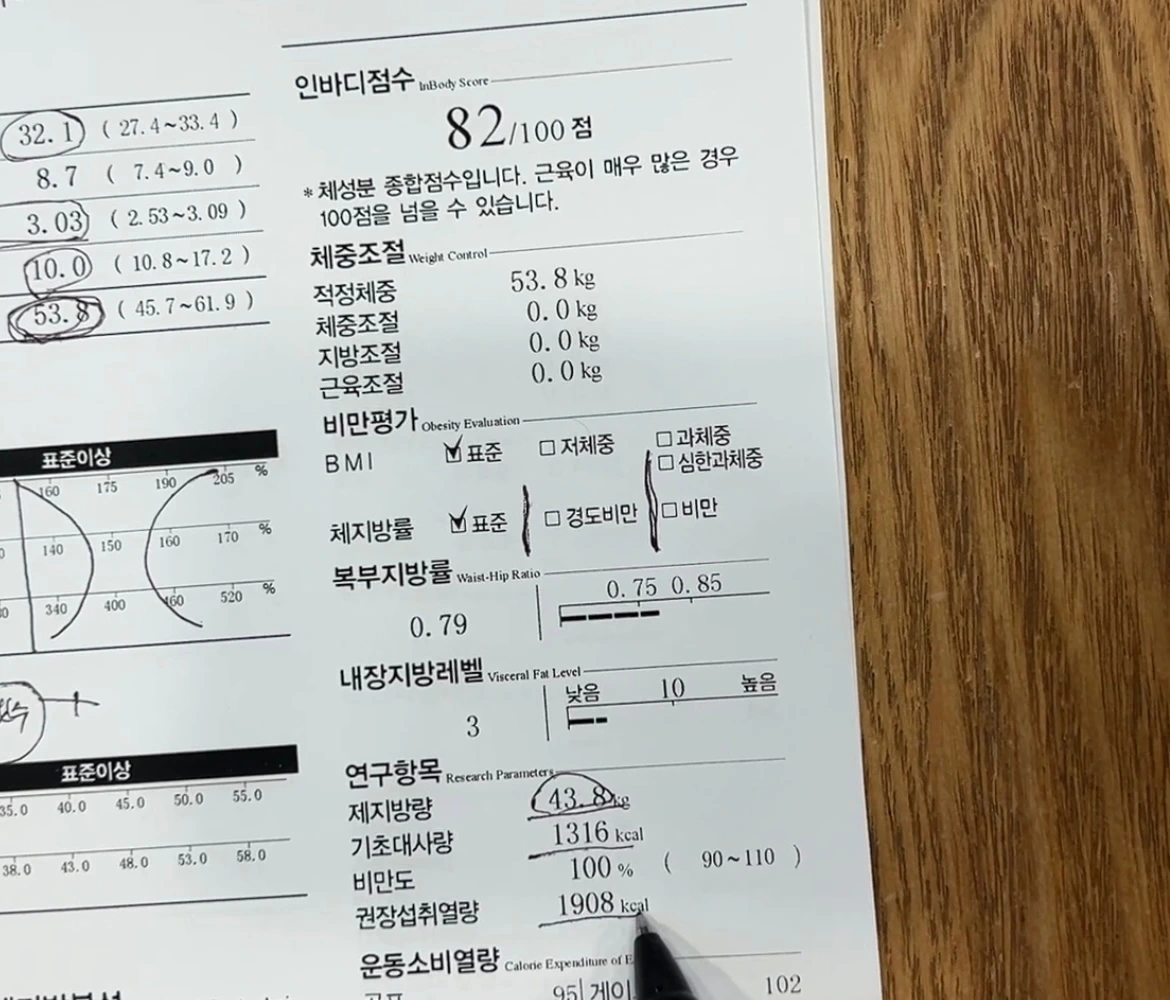 32.1 ( 27.4~33.4 )
8.7 ( 7.4~9.0 )
3.03 ( 2.53~3.09 )
10.0 ( 10.8~17.2 )
53.8 ( 45.7~61.9 )
표준이상
160 175 190 205 %
140 150 160 170 %
340 400 460 520 %
표준이상
35.0 40.0 45.0 50.0 55.0
38.0 43.0 48.0 53.0 58.0
인바디점수 InBody Score
82/100 점
* 체성분 종합점수입니다. 근육이 매우 많은 경우
100점을 넘을 수 있습니다.
체중조절 Weight Control
적정체중 53.8 kg
체중조절 0.0 kg
지방조절 0.0 kg
근육조절 0.0 kg
비만평가 Obesity Evaluation
BMI ☑표준 □저체중 □과체중
□심한과체중
체지방률 ☑표준 □경도비만 □비만
복부지방률 Waist-Hip Ratio
0.75 0.85
0.79
내장지방레벨 Visceral Fat Level
낮음 10 높음
3
연구항목 Research Parameters
제지방량 43.8 kg
기초대사량 1316 kcal
비만도 100 % ( 90~110 )
권장섭취열량 1908 kcal
운동소비열량 Calorie Expenditure of
골프 95 게이 102